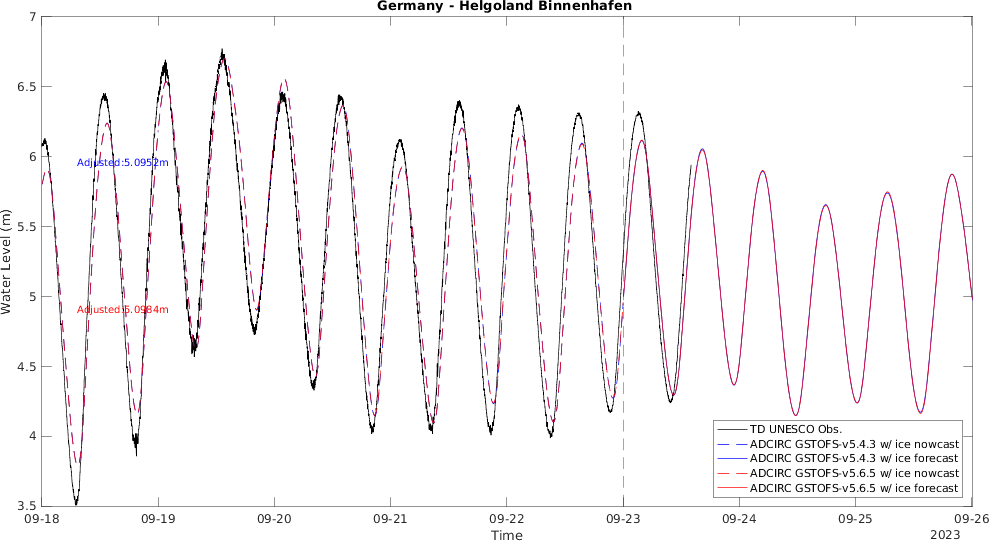 Germany - Helgoland Binnenhafen
7
6.5
6
5.5
5
4.5
4
3.5
Water Level (m)
Adjusted:5.0952m
Adjusted:5.0984m
TD UNESCO Obs.
ADCIRC GSTOFS-v5.4.3 w/ ice nowcast
ADCIRC GSTOFS-v5.4.3 w/ ice forecast
ADCIRC GSTOFS-v5.6.5 w/ ice nowcast
ADCIRC GSTOFS-v5.6.5 w/ ice forecast
09-18 09-19 09-20 09-21 09-22 09-23 09-24 09-25 09-26
Time
2023